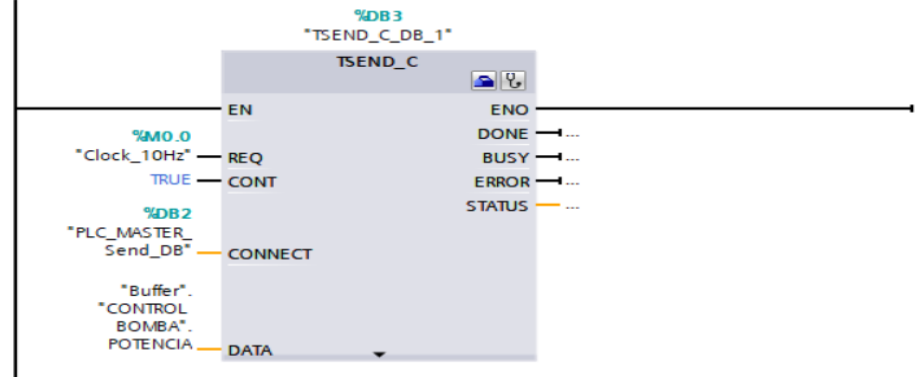 %DB3
"TSEND_C_DB_1"
TSEND_C
EN
ENO
DONE
...
%M0.0
"Clock_10Hz"
REQ
BUSY
...
TRUE
CONT
ERROR
...
STATUS
...
%DB2
"PLC_MASTER_
Send_DB"
CONNECT
"Buffer".
"CONTROL
BOMBA".
POTENCIA
DATA